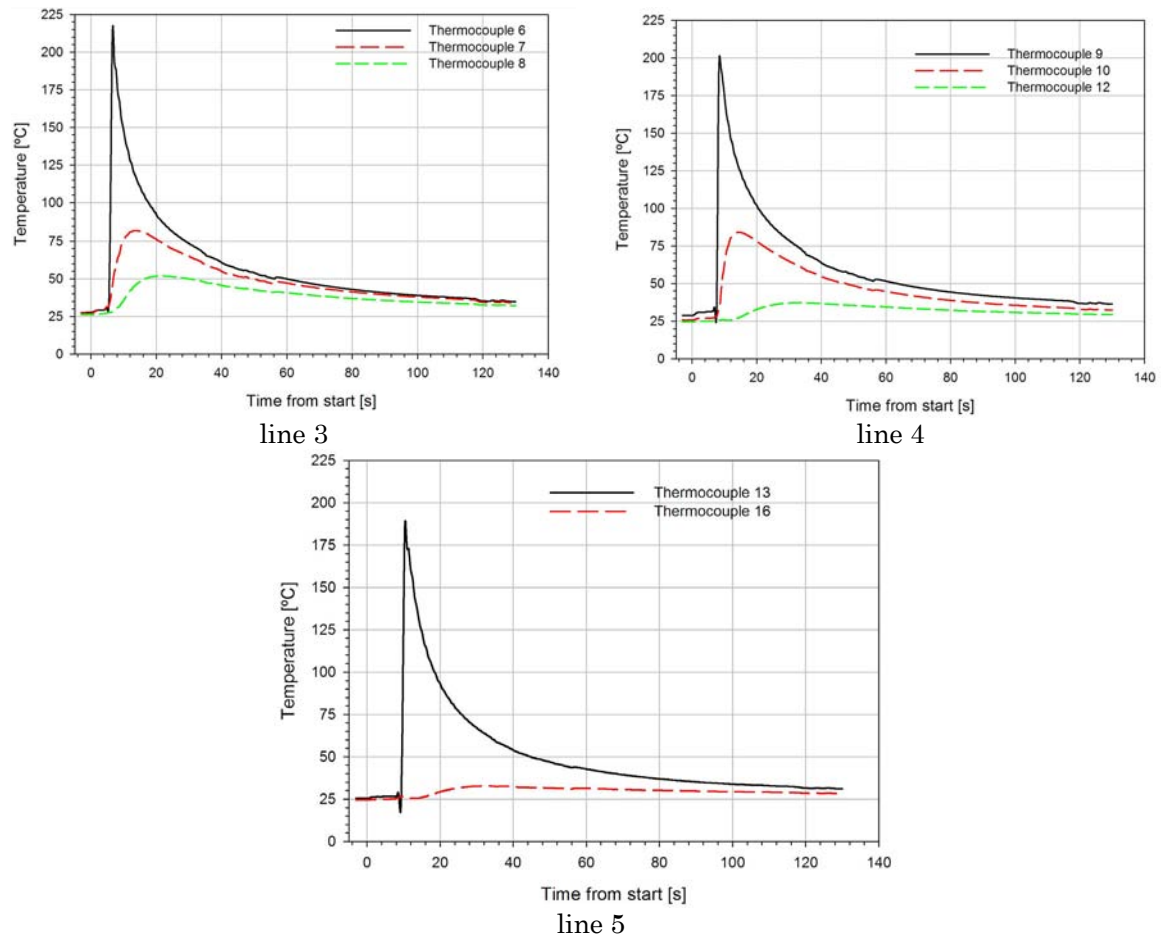 225
200
175
150
125
100
75
50
25
0
Temperature [ºC]
Thermocouple 6
Thermocouple 7
Thermocouple 8
0 20 40 60 80 100 120 140
Time from start [s]
line 3
225
200
175
150
125
100
75
50
25
0
Temperature [ºC]
Thermocouple 9
Thermocouple 10
Thermocouple 12
0 20 40 60 80 100 120 140
Time from start [s]
line 4
225
200
175
150
125
100
75
50
25
0
Temperature [ºC]
Thermocouple 13
Thermocouple 16
0 20 40 60 80 100 120 140
Time from start [s]
line 5